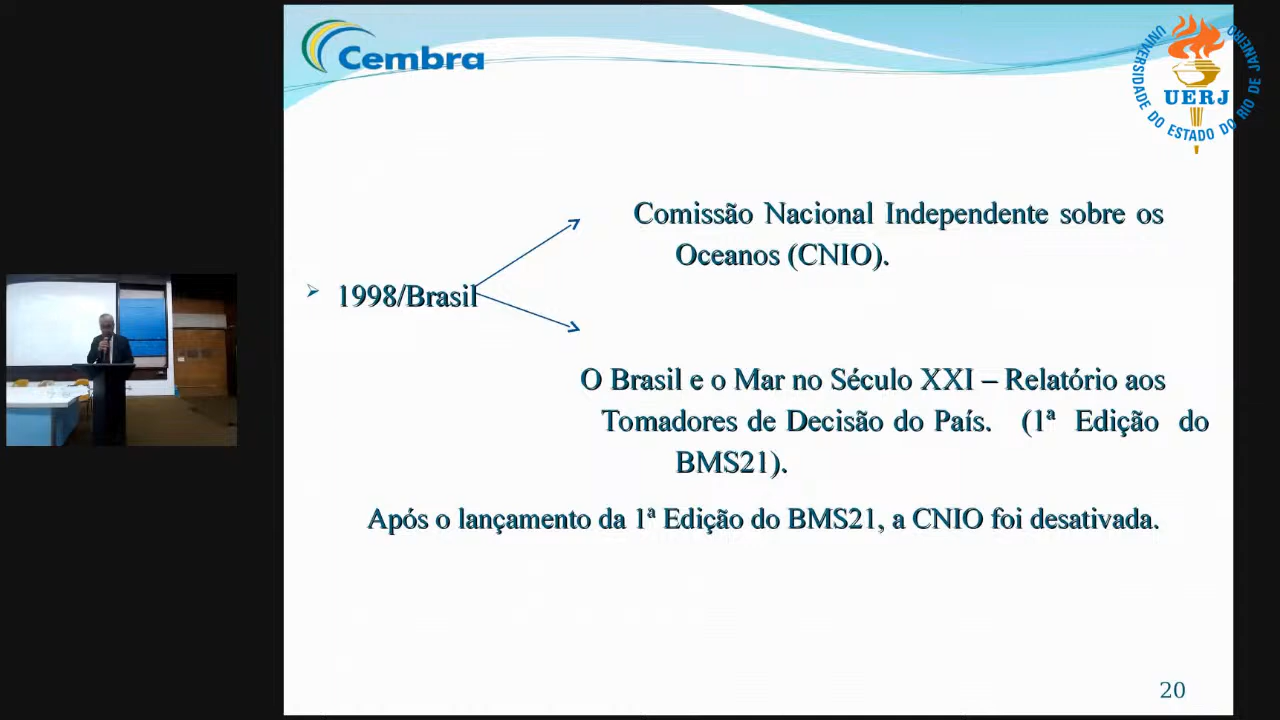 Cembra
UNIVERSIDADE DO ESTADO DO RIO DE JANEIRO
UERJ
Comissão Nacional Independente sobre os
Oceanos (CNIO).
1998/Brasil
O Brasil e o Mar no Século XXI – Relatório aos
Tomadores de Decisão do País. (1ª Edição do
BMS21).
Após o lançamento da 1ª Edição do BMS21, a CNIO foi desativada.
20